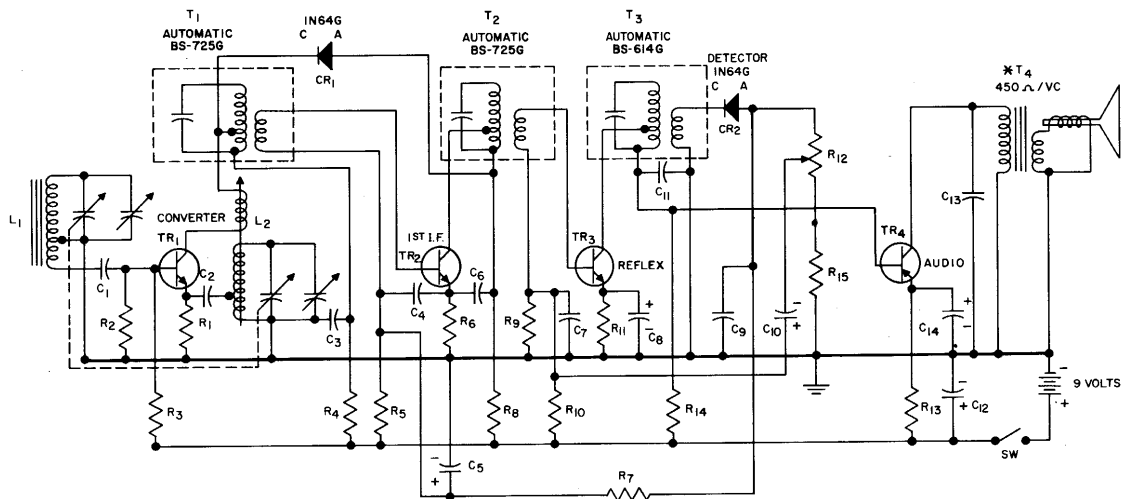 T1
AUTOMATIC
BS-725G
1N64G
C A
CR1
T2
AUTOMATIC
BS-725G
T3
AUTOMATIC
BS-614G
DETECTOR
1N64G
C A
CR2
*T4
450 Ω/VC
L1
CONVERTER
TR1
L2
C1
C2
R2
R1
C3
1ST I.F.
TR2
C4
C6
R6
R9
C7
TR3
REFLEX
R11
+
-
C8
C11
C9
R12
R15
-
C10
+
TR4
AUDIO
C13
+
C14
-
R3
R4
R5
R8
R10
R14
R13
-
C12
+
-
9 VOLTS
+
SW
-
C5
+
R7